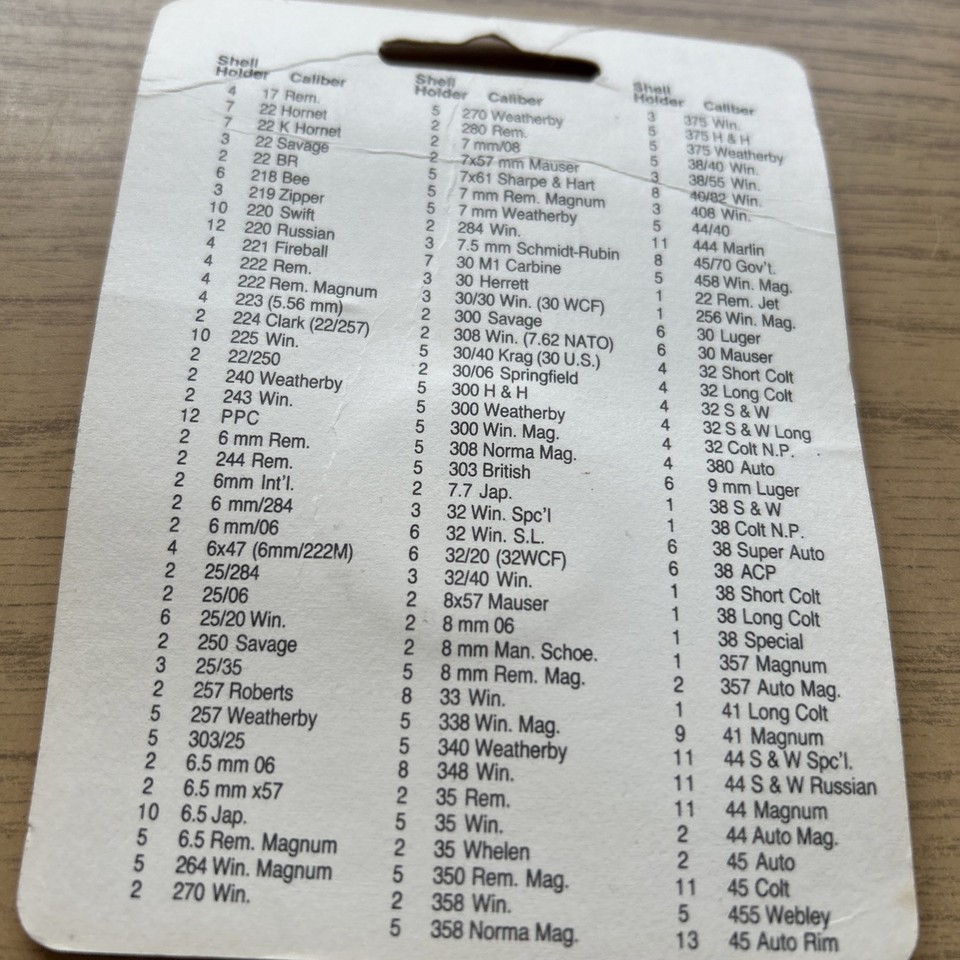 Shell
Holder Caliber
4 17 Rem.
7 22 Hornet
7 22 K Hornet
3 22 Savage
2 22 BR
6 218 Bee
3 219 Zipper
10 220 Swift
12 220 Russian
4 221 Fireball
4 222 Rem.
4 222 Rem. Magnum
4 223 (5.56 mm)
2 224 Clark (22/257)
10 225 Win.
2 22/250
2 240 Weatherby
2 243 Win.
12 PPC
2 6 mm Rem.
2 244 Rem.
2 6mm Int'l.
2 6 mm/284
2 6 mm/06
4 6x47 (6mm/222M)
2 25/284
2 25/06
6 25/20 Win.
2 250 Savage
3 25/35
2 257 Roberts
5 257 Weatherby
5 303/25
2 6.5 mm 06
2 6.5 mm x57
10 6.5 Jap.
5 6.5 Rem. Magnum
5 264 Win. Magnum
2 270 Win.
Shell
Holder Caliber
5 270 Weatherby
2 280 Rem.
2 7 mm/08
2 7x57 mm Mauser
5 7x61 Sharpe & Hart
5 7 mm Rem. Magnum
5 7 mm Weatherby
2 284 Win.
3 7.5 mm Schmidt-Rubin
7 30 M1 Carbine
3 30 Herrett
3 30/30 Win. (30 WCF)
2 300 Savage
2 308 Win. (7.62 NATO)
5 30/40 Krag (30 U.S.)
2 30/06 Springfield
5 300 H & H
5 300 Weatherby
5 300 Win. Mag.
5 308 Norma Mag.
5 303 British
2 7.7 Jap.
3 32 Win. Spc'l
6 32 Win. S.L.
6 32/20 (32WCF)
3 32/40 Win.
2 8x57 Mauser
2 8 mm 06
2 8 mm Man. Schoe.
5 8 mm Rem. Mag.
8 33 Win.
5 338 Win. Mag.
5 340 Weatherby
8 348 Win.
2 35 Rem.
5 35 Win.
2 35 Whelen
5 350 Rem. Mag.
2 358 Win.
5 358 Norma Mag.
Shell
Holder Caliber
3 375 Win.
5 375 H & H
5 375 Weatherby
5 38/40 Win.
3 38/55 Win.
8 40/82 Win.
3 408 Win.
5 44/40
11 444 Marlin
8 45/70 Gov't.
5 458 Win. Mag.
1 22 Rem. Jet
1 256 Win. Mag.
6 30 Luger
6 30 Mauser
4 32 Short Colt
4 32 Long Colt
4 32 S & W
4 32 S & W Long
4 32 Colt N.P.
4 380 Auto
6 9 mm Luger
1 38 S & W
1 38 Colt N.P.
6 38 Super Auto
6 38 ACP
1 38 Short Colt
1 38 Long Colt
1 38 Special
1 357 Magnum
2 357 Auto Mag.
1 41 Long Colt
9 41 Magnum
11 44 S & W Spc'l.
11 44 S & W Russian
11 44 Magnum
2 44 Auto Mag.
2 45 Auto
11 45 Colt
5 455 Webley
13 45 Auto Rim